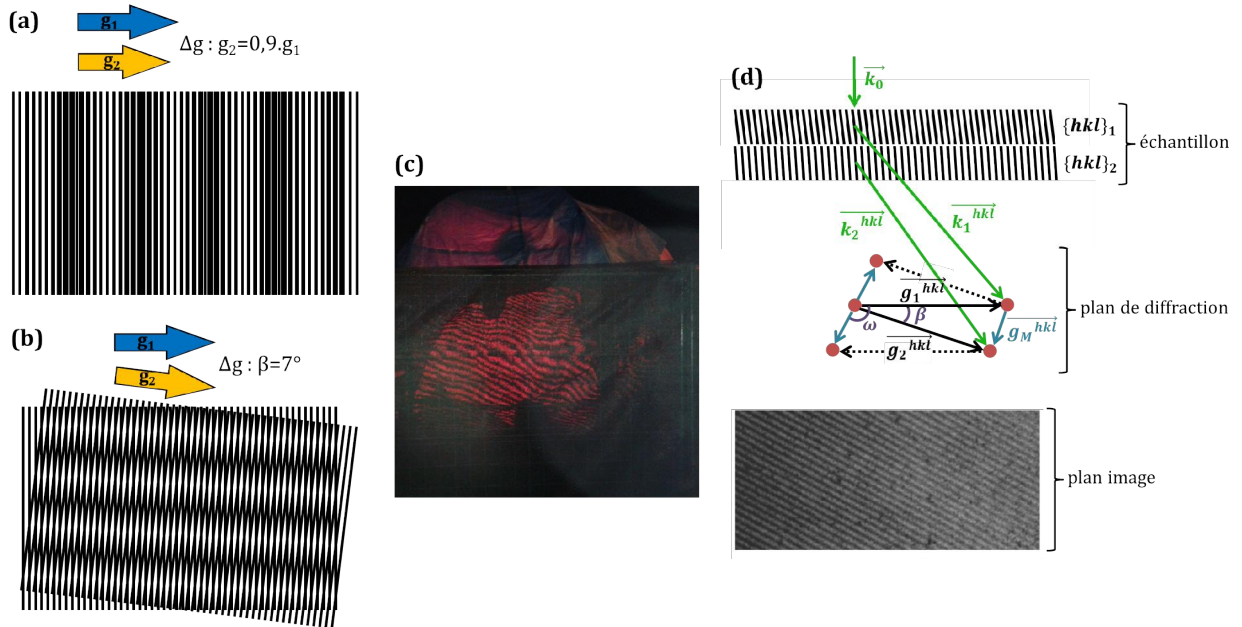 (a)
g₁
g₂
Δg : g₂=0,9.g₁
(b)
g₁
g₂
Δg : β=7°
(c)
(d)
k₀
{hkl}₁
{hkl}₂
échantillon
k₂ʰᵏˡ
k₁ʰᵏˡ
g₁ʰᵏˡ
β
ω
g_Mʰᵏˡ
g₂ʰᵏˡ
plan de diffraction
plan image